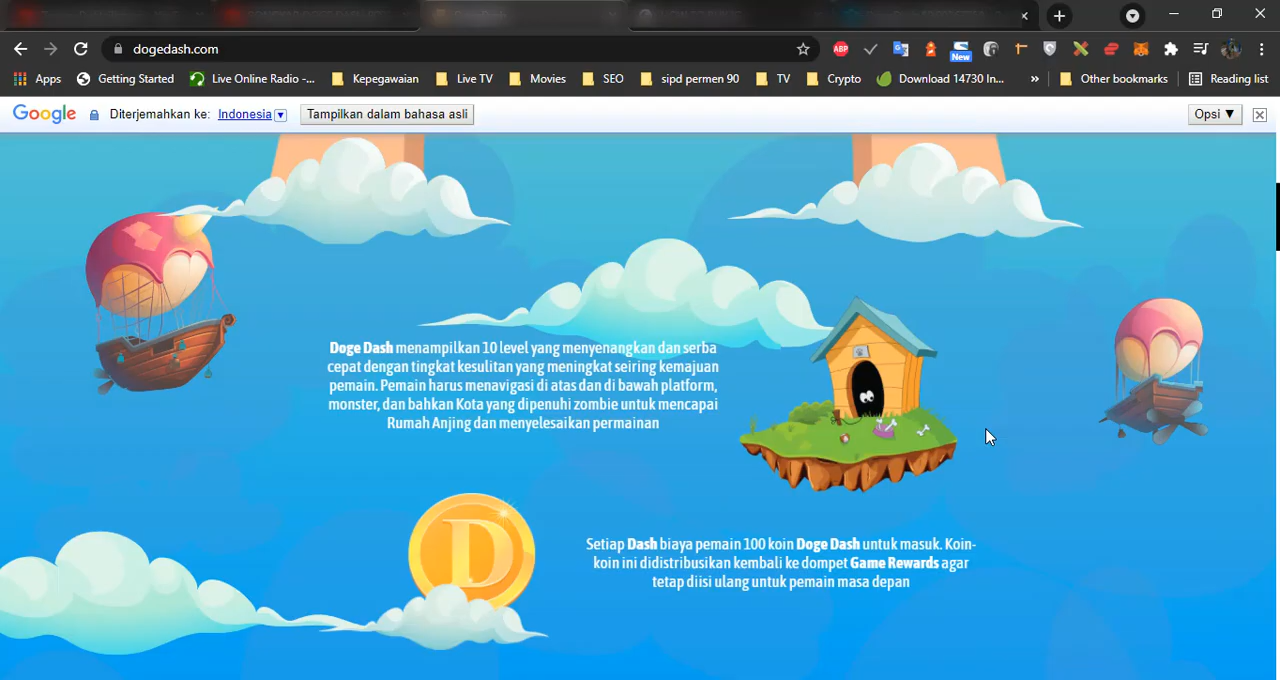 dogedash.com
ABP
New
Apps
Getting Started
Live Online Radio -...
Kepegawaian
Live TV
Movies
SEO
sipd permen 90
TV
Crypto
Download 14730 In...
»
Other bookmarks
Reading list
Google
Diterjemahkan ke: Indonesia
Tampilkan dalam bahasa asli
Opsi ▼
Doge Dash menampilkan 10 level yang menyenangkan dan serba
cepat dengan tingkat kesulitan yang meningkat seiring kemajuan
pemain. Pemain harus menavigasi di atas dan di bawah platform,
monster, dan bahkan Kota yang dipenuhi zombie untuk mencapai
Rumah Anjing dan menyelesaikan permainan
D
Setiap Dash biaya pemain 100 koin Doge Dash untuk masuk. Koin-
koin ini didistribusikan kembali ke dompet Game Rewards agar
tetap diisi ulang untuk pemain masa depan